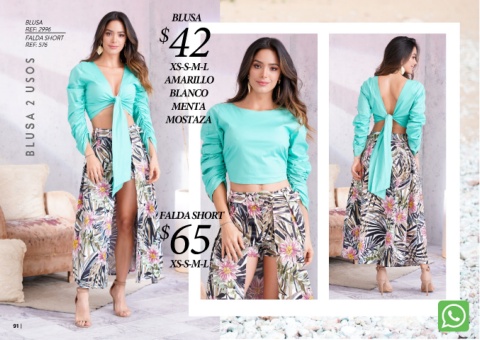 BLUSA
REF: 2996
FALDA SHORT
REF: 576
BLUSA 2 USOS
BLUSA
$42
XS-S-M-L
AMARILLO
BLANCO
MENTA
MOSTAZA
FALDA SHORT
$65
XS-S-M-L
01 |